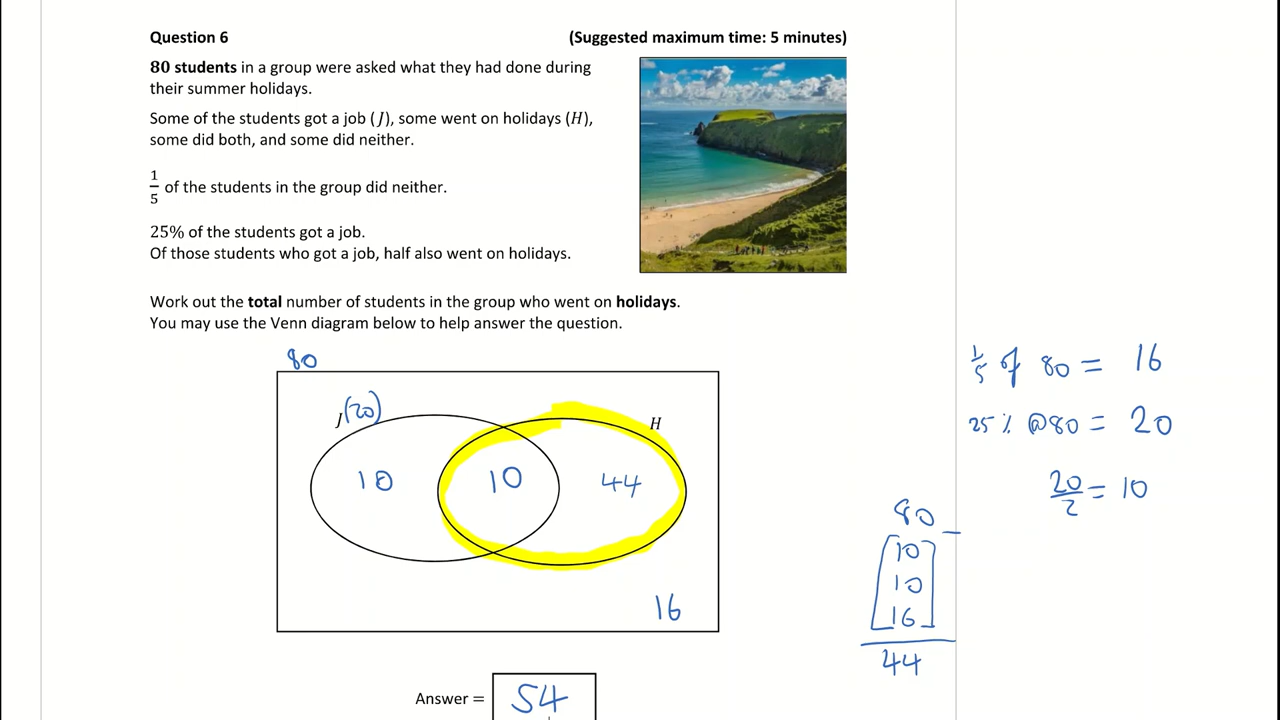 Question 6 (Suggested maximum time: 5 minutes)
80 students in a group were asked what they had done during
their summer holidays.
Some of the students got a job (J), some went on holidays (H),
some did both, and some did neither.
1/5 of the students in the group did neither.
25% of the students got a job.
Of those students who got a job, half also went on holidays.
Work out the total number of students in the group who went on holidays.
You may use the Venn diagram below to help answer the question.
80
J (20)
H
10 10 44
16
Answer = 54
1/5 of 80 = 16
25% @80 = 20
20/2 = 10
80 -
[10]
10
16
44